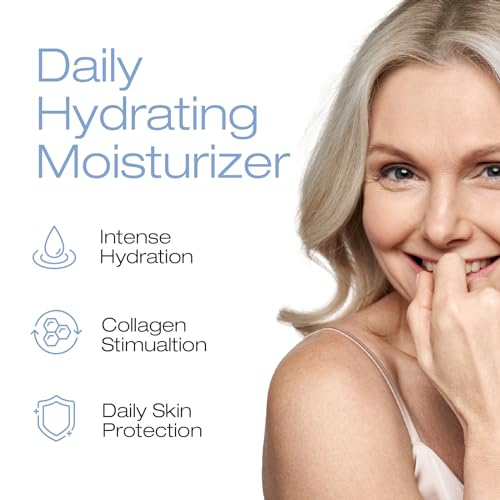 Daily
Hydrating
Moisturizer
Intense
Hydration
Collagen
Stimualtion
Daily Skin
Protection